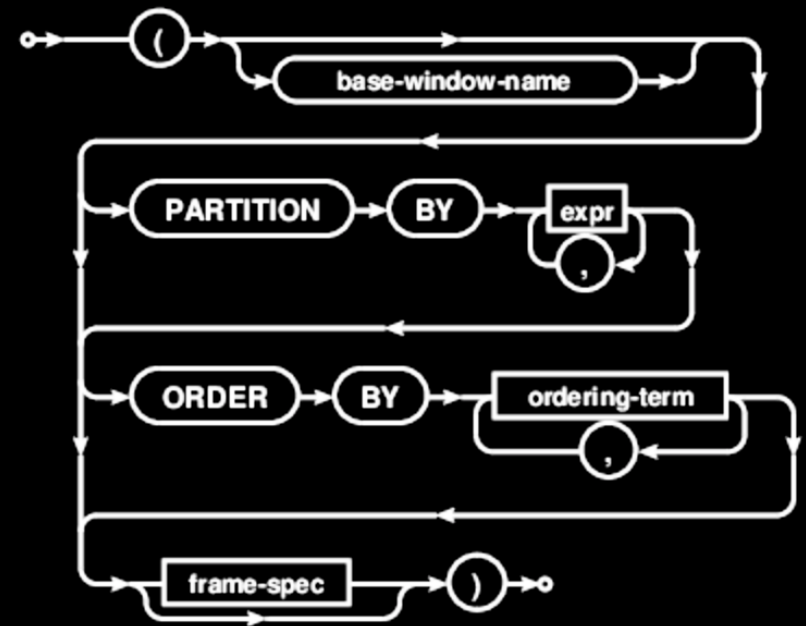 (
base-window-name
PARTITION BY expr
,
ORDER BY ordering-term
,
frame-spec )